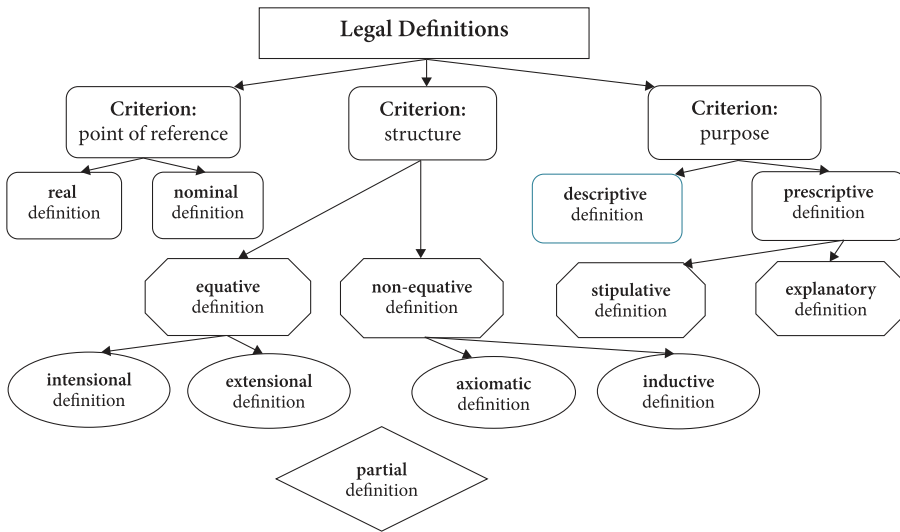 Legal Definitions
Criterion:
point of reference
Criterion:
structure
Criterion:
purpose
real
definition
nominal
definition
descriptive
definition
prescriptive
definition
equative
definition
non-equative
definition
stipulative
definition
explanatory
definition
intensional
definition
extensional
definition
axiomatic
definition
inductive
definition
partial
definition